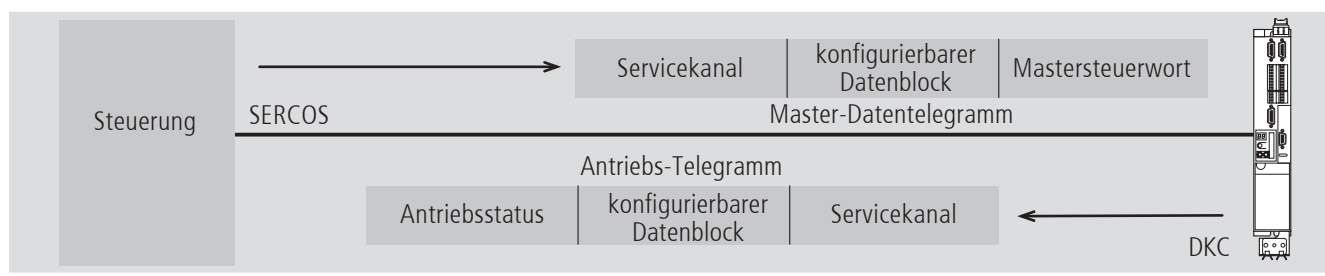 Steuerung
SERCOS
Servicekanal
konfigurierbarer
Datenblock
Mastersteuerwort
Master-Datentelegramm
Antriebs-Telegramm
Antriebsstatus
konfigurierbarer
Datenblock
Servicekanal
DKC